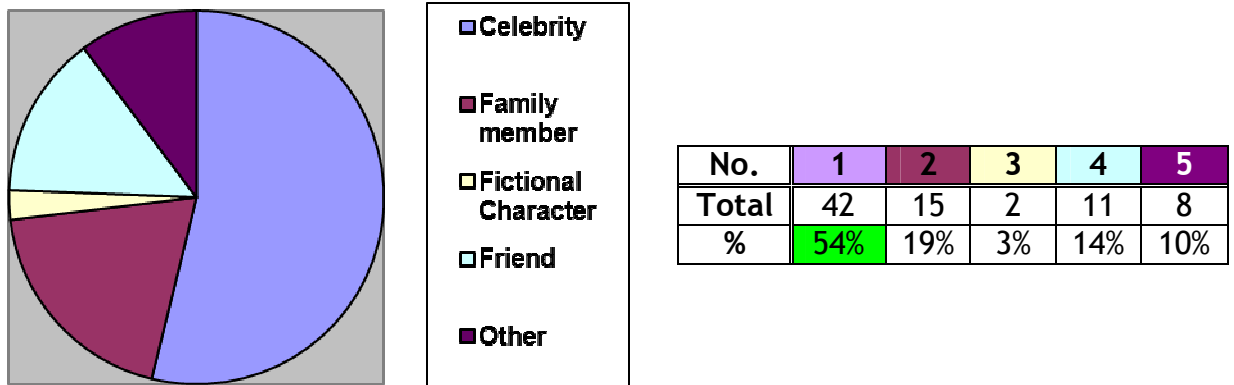 Celebrity
Family
member
Fictional
Character
Friend
Other
No. 1 2 3 4 5
Total 42 15 2 11 8
% 54% 19% 3% 14% 10%